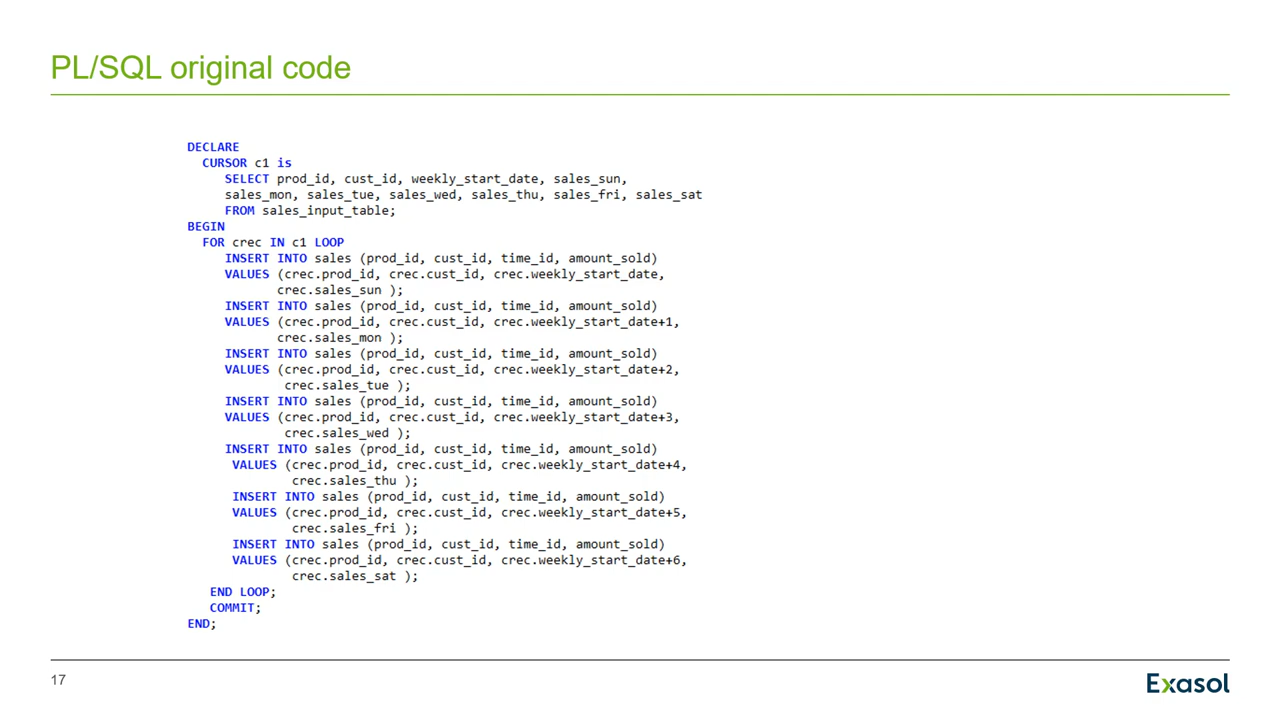 PL/SQL original code
DECLARE
CURSOR c1 is
SELECT prod_id, cust_id, weekly_start_date, sales_sun,
sales_mon, sales_tue, sales_wed, sales_thu, sales_fri, sales_sat
FROM sales_input_table;
BEGIN
FOR crec IN c1 LOOP
INSERT INTO sales (prod_id, cust_id, time_id, amount_sold)
VALUES (crec.prod_id, crec.cust_id, crec.weekly_start_date,
crec.sales_sun );
INSERT INTO sales (prod_id, cust_id, time_id, amount_sold)
VALUES (crec.prod_id, crec.cust_id, crec.weekly_start_date+1,
crec.sales_mon );
INSERT INTO sales (prod_id, cust_id, time_id, amount_sold)
VALUES (crec.prod_id, crec.cust_id, crec.weekly_start_date+2,
crec.sales_tue );
INSERT INTO sales (prod_id, cust_id, time_id, amount_sold)
VALUES (crec.prod_id, crec.cust_id, crec.weekly_start_date+3,
crec.sales_wed );
INSERT INTO sales (prod_id, cust_id, time_id, amount_sold)
VALUES (crec.prod_id, crec.cust_id, crec.weekly_start_date+4,
crec.sales_thu );
INSERT INTO sales (prod_id, cust_id, time_id, amount_sold)
VALUES (crec.prod_id, crec.cust_id, crec.weekly_start_date+5,
crec.sales_fri );
INSERT INTO sales (prod_id, cust_id, time_id, amount_sold)
VALUES (crec.prod_id, crec.cust_id, crec.weekly_start_date+6,
crec.sales_sat );
END LOOP;
COMMIT;
END;
17
Exasol